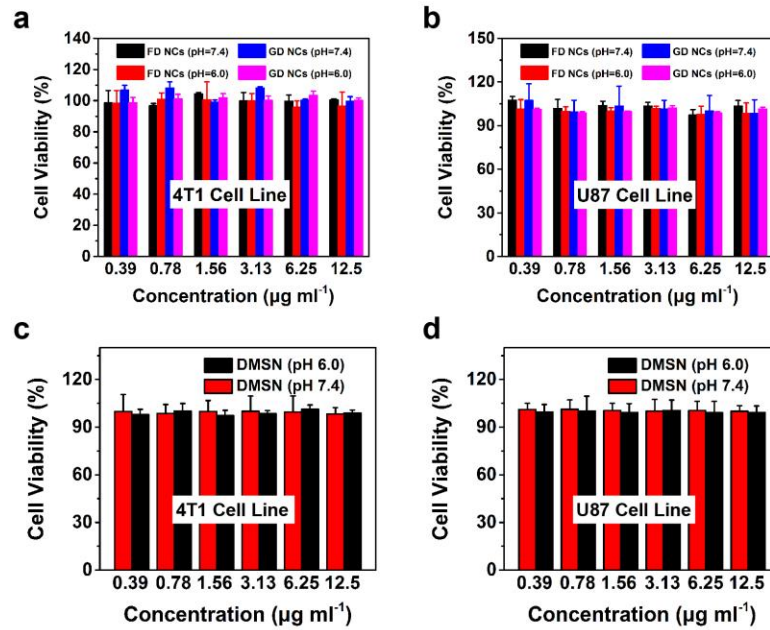 a
140
120
100
80
60
40
20
0
Cell Viability (%)
FD NCs (pH=7.4) GD NCs (pH=7.4)
FD NCs (pH=6.0) GD NCs (pH=6.0)
4T1 Cell Line
0.39 0.78 1.56 3.13 6.25 12.5
Concentration (µg ml⁻¹)
b
150
120
90
60
30
0
Cell Viability (%)
FD NCs (pH=7.4) GD NCs (pH=7.4)
FD NCs (pH=6.0) GD NCs (pH=6.0)
U87 Cell Line
0.39 0.78 1.56 3.13 6.25 12.5
Concentration (µg ml⁻¹)
c
120
90
60
30
0
Cell Viability (%)
DMSN (pH 6.0)
DMSN (pH 7.4)
4T1 Cell Line
0.39 0.78 1.56 3.13 6.25 12.5
Concentration (µg ml⁻¹)
d
120
90
60
30
0
Cell Viability (%)
DMSN (pH 6.0)
DMSN (pH 7.4)
U87 Cell Line
0.39 0.78 1.56 3.13 6.25 12.5
Concentration (µg ml⁻¹)